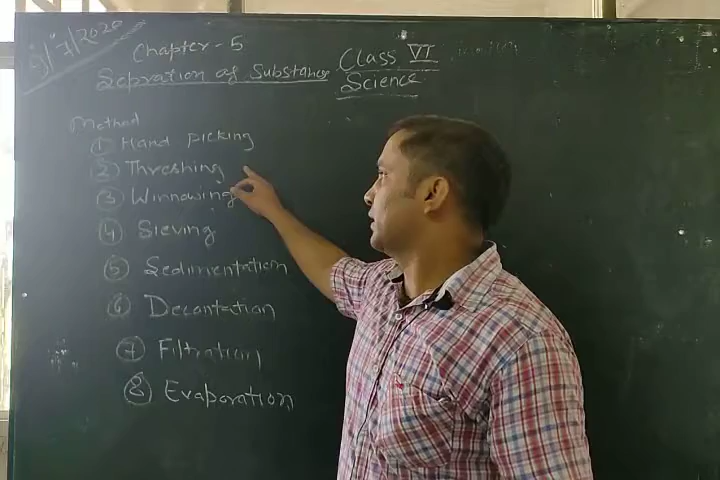 Chapter - 5
Sepration of Substance
Class VI
Science
Method
① Hand picking
② Threshing
③ Winnowing
④ Sieving
⑤ Sedimentation
⑥ Decantation
⑦ Filtration
⑧ Evaporation